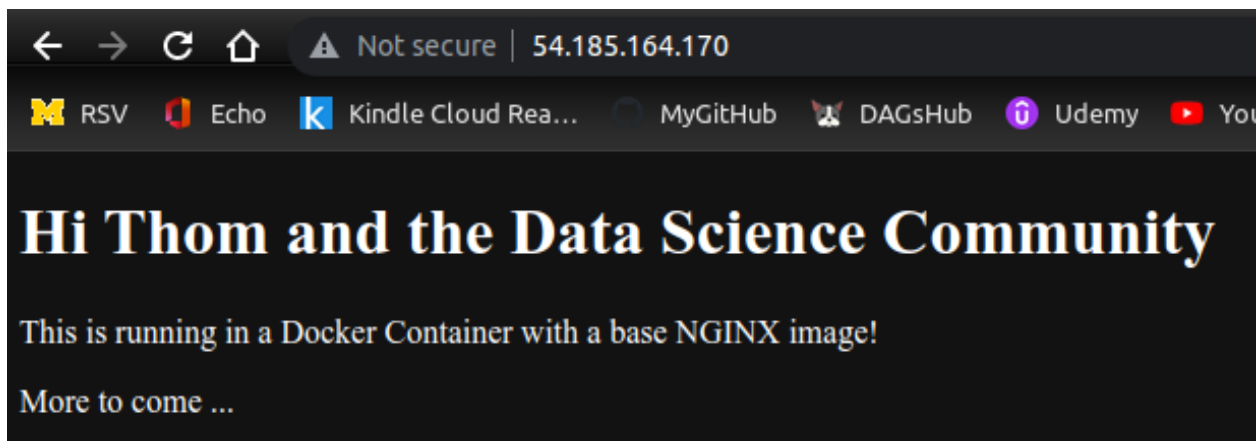 Not secure | 54.185.164.170
RSV Echo Kindle Cloud Rea... MyGitHub DAGsHub Udemy You
Hi Thom and the Data Science Community
This is running in a Docker Container with a base NGINX image!
More to come ...